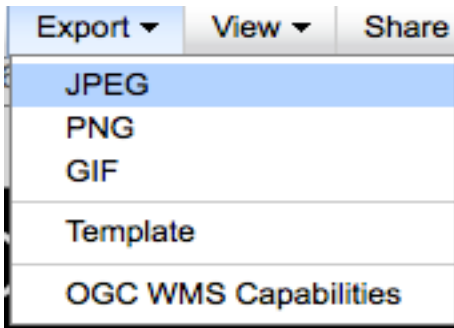 Export ▾ View ▾ Share
JPEG
PNG
GIF
Template
OGC WMS Capabilities